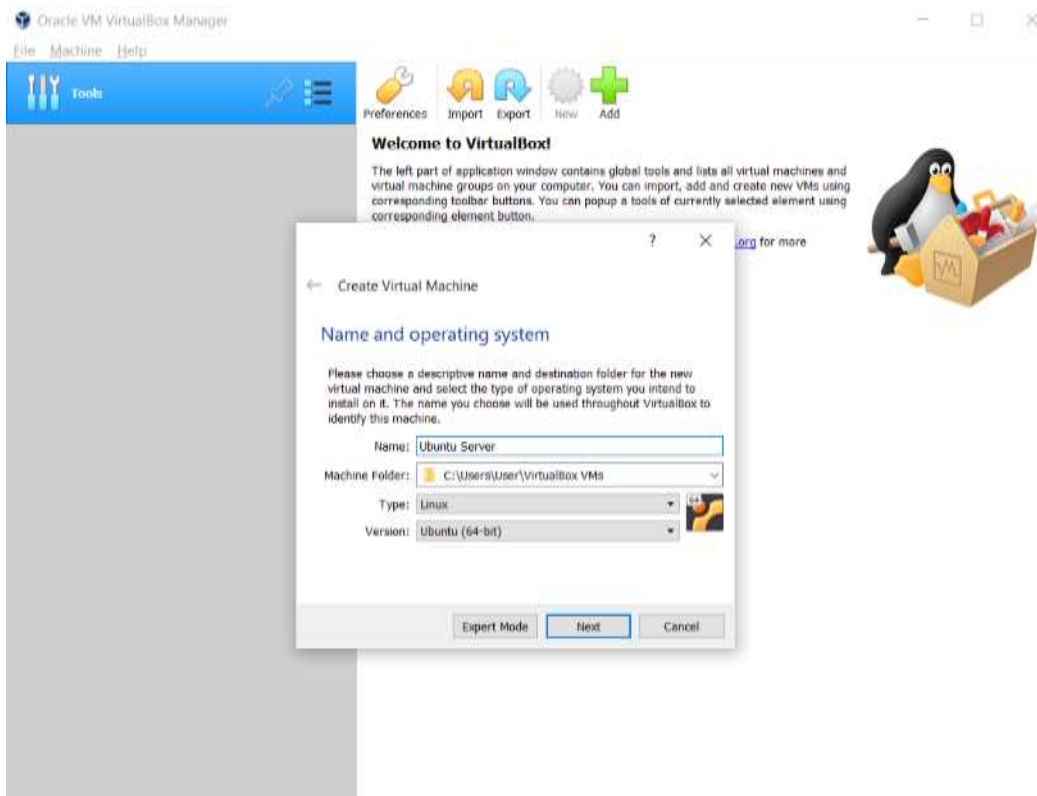 Oracle VM VirtualBox Manager
File Machine Help
Tools
Preferences Import Export New Add
Welcome to VirtualBox!
The left part of application window contains global tools and lists all virtual machines and
virtual machine groups on your computer. You can import, add and create new VMs using
corresponding toolbar buttons. You can popup a tools of currently selected element using
corresponding element button.
.org for more
?
Create Virtual Machine
Name and operating system
Please choose a descriptive name and destination folder for the new
virtual machine and select the type of operating system you intend to
install on it. The name you choose will be used throughout VirtualBox to
identify this machine.
Name: Ubuntu Server
Machine Folder: C:\Users\User\VirtualBox VMs
Type: Linux
64
Version: Ubuntu (64-bit)
Expert Mode Next Cancel